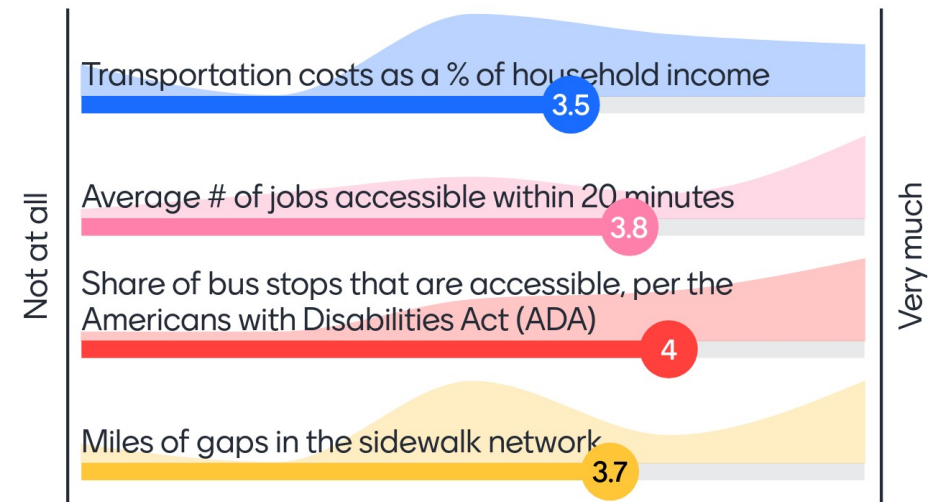 Not at all
Transportation costs as a % of household income
3.5
Average # of jobs accessible within 20 minutes
3.8
Share of bus stops that are accessible, per the
Americans with Disabilities Act (ADA)
4
Miles of gaps in the sidewalk network
3.7
Very much